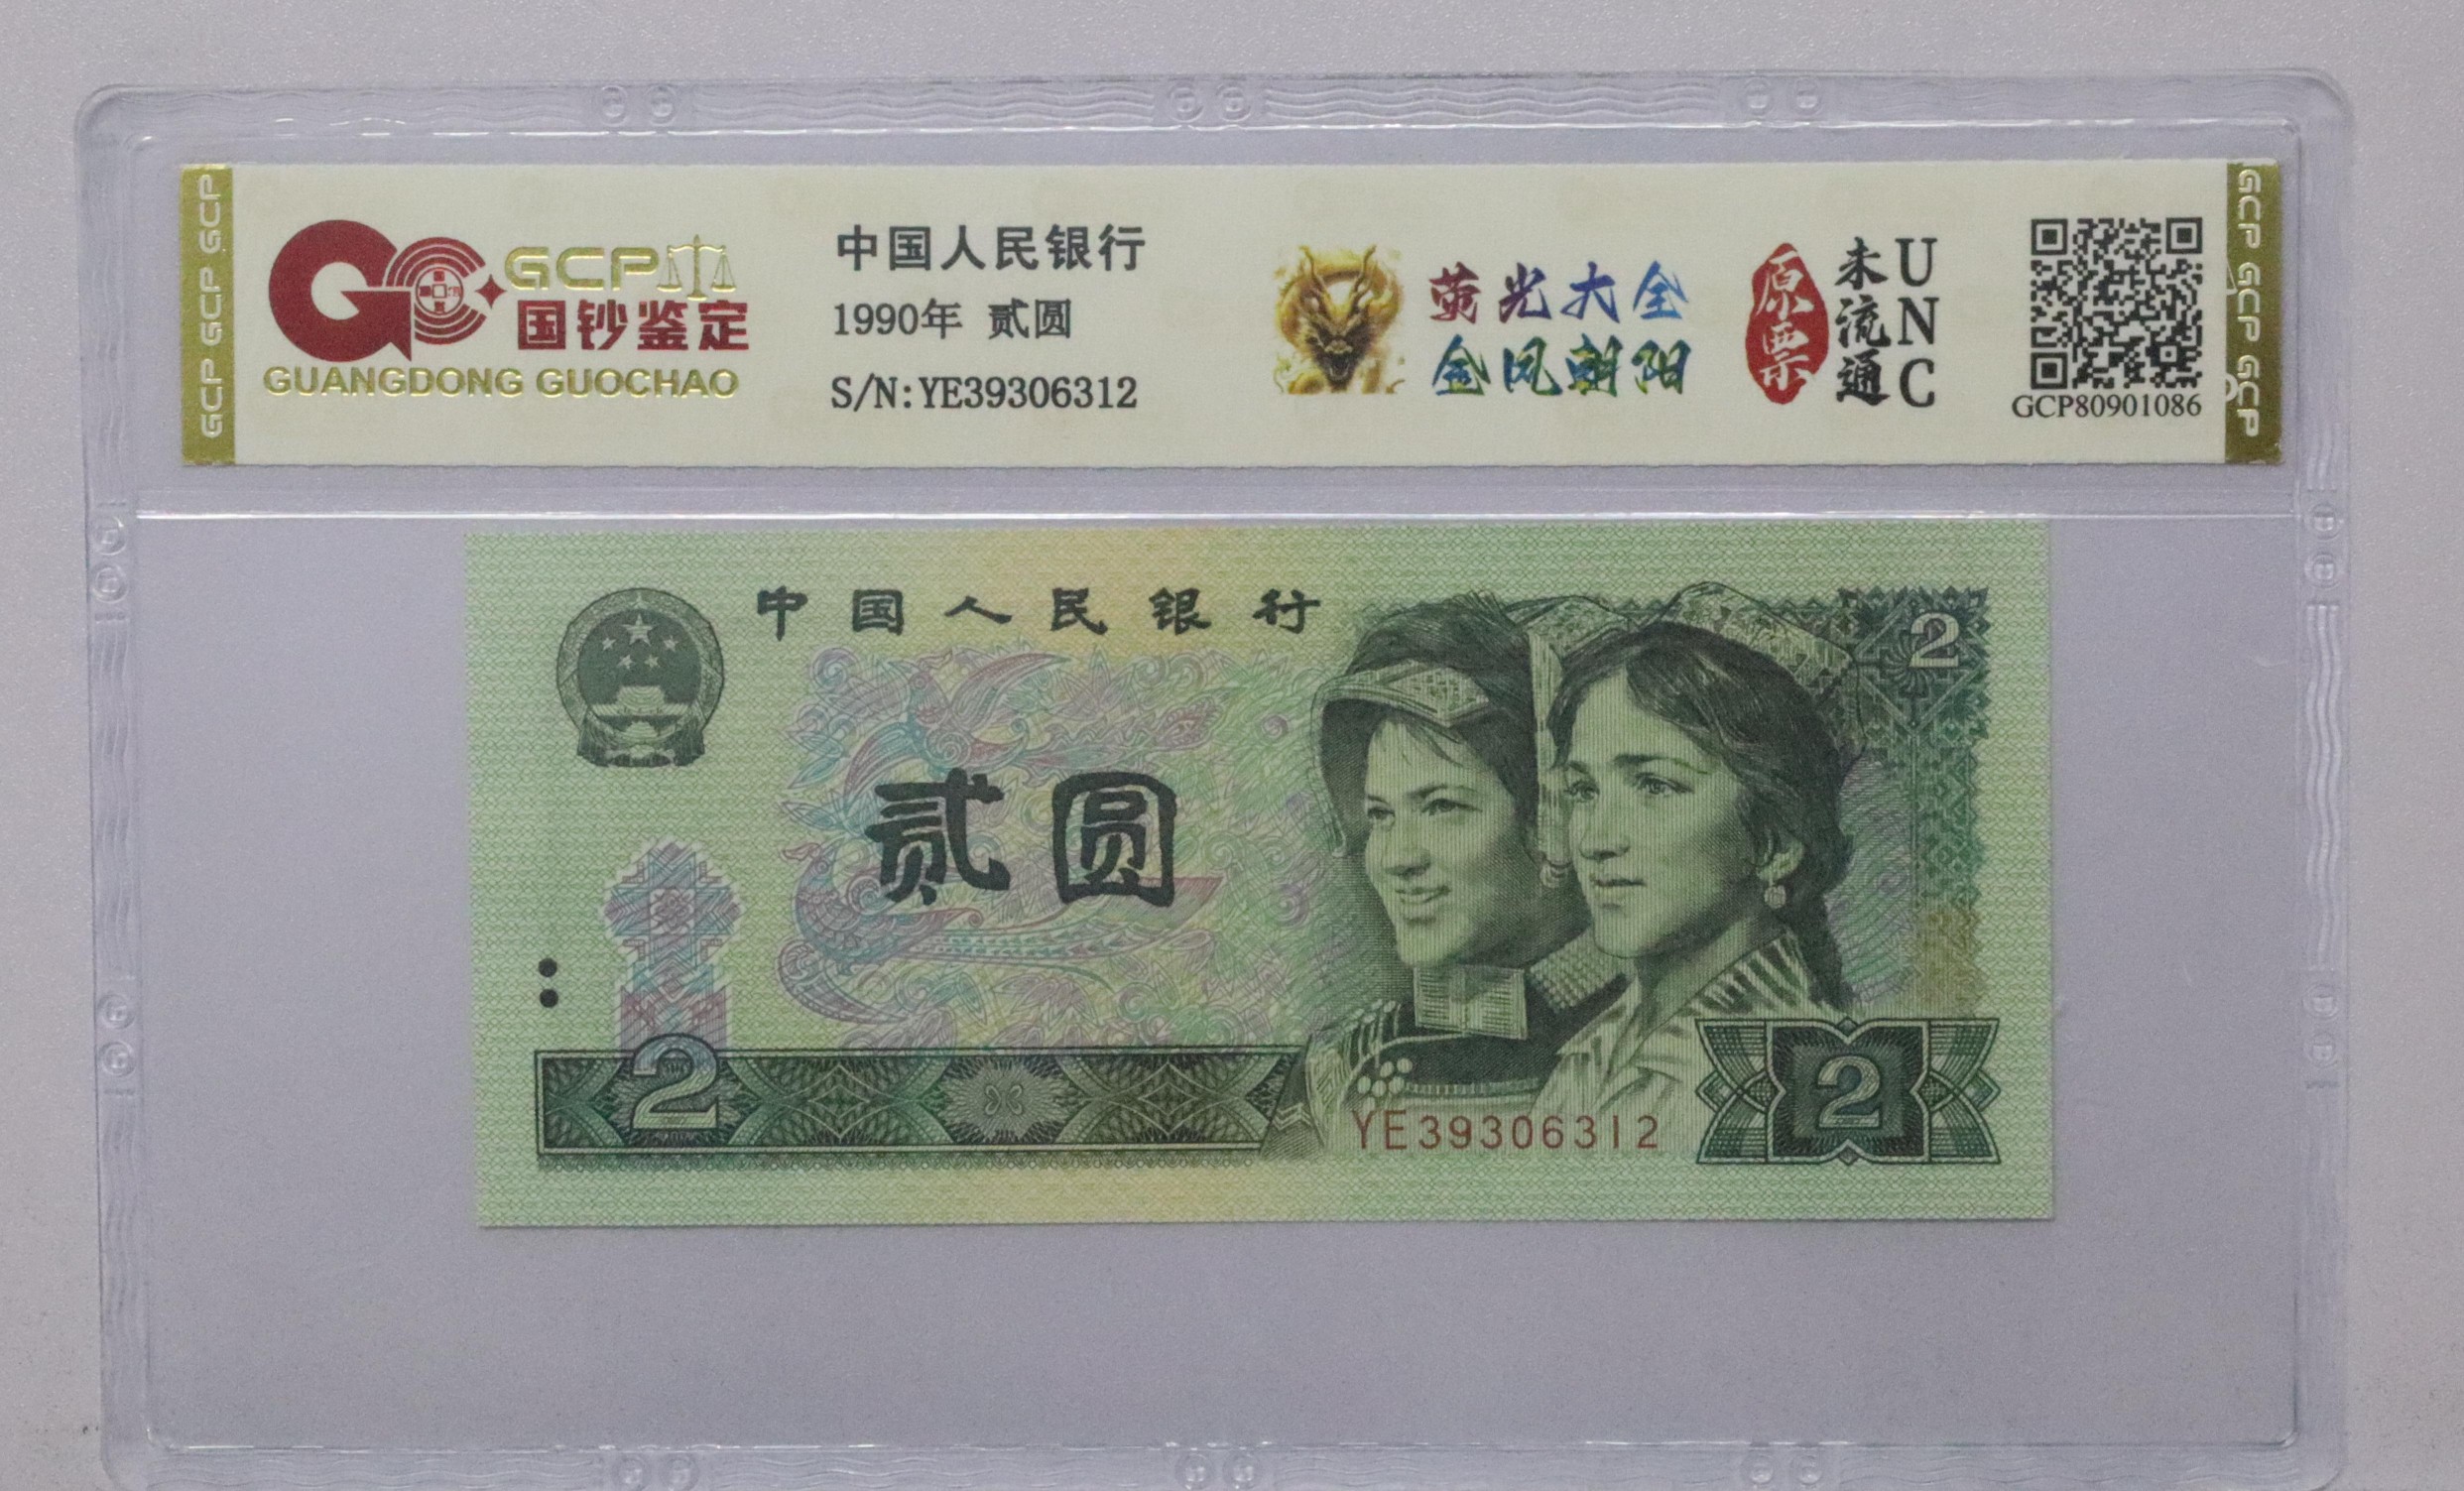 GCP GCP GCP
GCP
国钞鉴定
GUANGDONG GUOCHAO
中国人民银行
1990年 贰圆
S/N:YE39306312
荧光大全
金凤朝阳
原票
未流通
UNC
GCP80901086
GCP GCP GCP
中国人民银行
贰圆
2
2
YE39306312
2